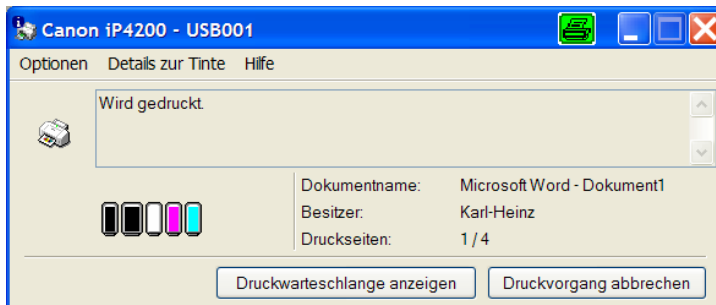 Canon iP4200 - USB001
Optionen Details zur Tinte Hilfe
Wird gedruckt.
Dokumentname: Microsoft Word - Dokument1
Besitzer: Karl-Heinz
Druckseiten: 1 / 4
Druckwarteschlange anzeigen Druckvorgang abbrechen